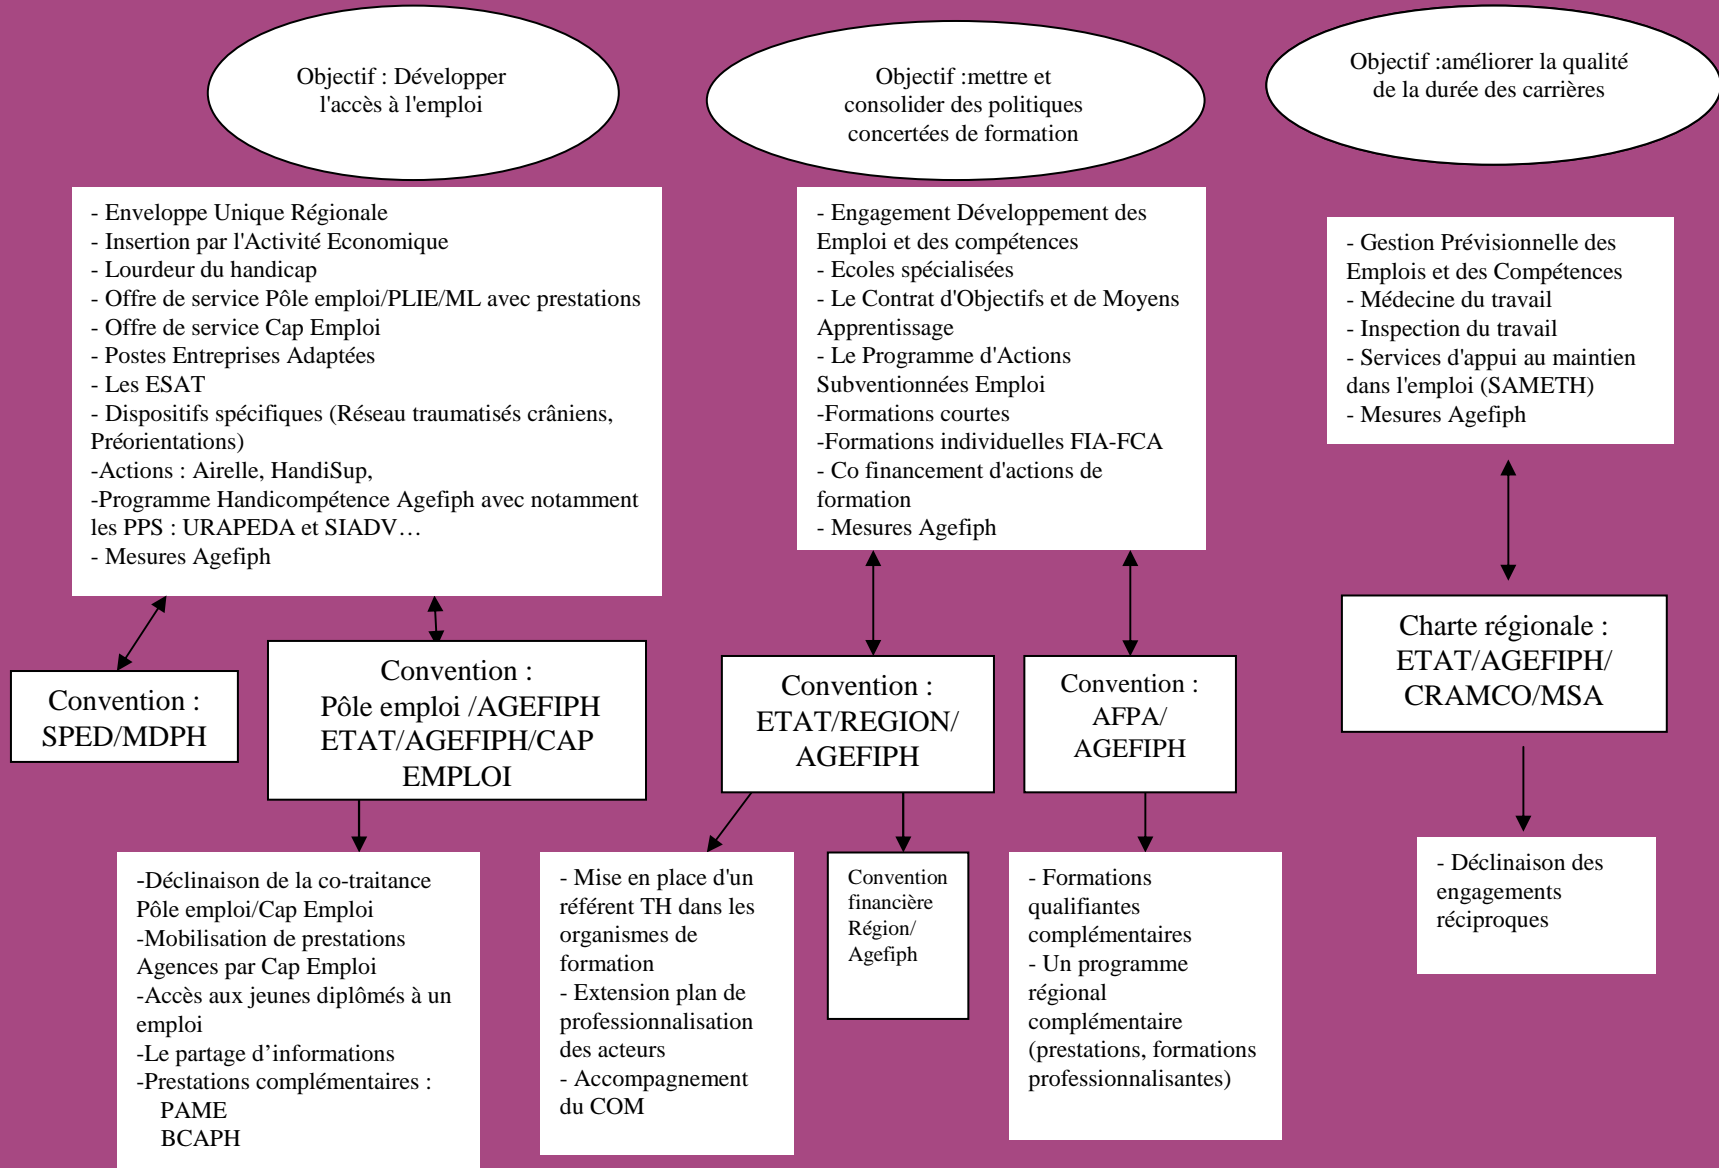 Objectif : Développer
l'accès à l'emploi
Objectif :mettre et
consolider des politiques
concertées de formation
Objectif :améliorer la qualité
de la durée des carrières
- Enveloppe Unique Régionale
- Insertion par l'Activité Economique
- Lourdeur du handicap
- Offre de service Pôle emploi/PLIE/ML avec prestations
- Offre de service Cap Emploi
- Postes Entreprises Adaptées
- Les ESAT
- Dispositifs spécifiques (Réseau traumatisés crâniens,
Préorientations)
-Actions : Airelle, HandiSup,
-Programme Handicompétence Agefiph avec notamment
les PPS : URAPEDA et SIADV…
- Mesures Agefiph
- Engagement Développement des
Emploi et des compétences
- Ecoles spécialisées
- Le Contrat d'Objectifs et de Moyens
Apprentissage
- Le Programme d'Actions
Subventionnées Emploi
-Formations courtes
-Formations individuelles FIA-FCA
- Co financement d'actions de
formation
- Mesures Agefiph
- Gestion Prévisionnelle des
Emplois et des Compétences
- Médecine du travail
- Inspection du travail
- Services d'appui au maintien
dans l'emploi (SAMETH)
- Mesures Agefiph
Convention :
SPED/MDPH
Convention :
Pôle emploi /AGEFIPH
ETAT/AGEFIPH/CAP
EMPLOI
Convention :
ETAT/REGION/
AGEFIPH
Convention :
AFPA/
AGEFIPH
Charte régionale :
ETAT/AGEFIPH/
CRAMCO/MSA
-Déclinaison de la co-traitance
Pôle emploi/Cap Emploi
-Mobilisation de prestations
Agences par Cap Emploi
-Accès aux jeunes diplômés à un
emploi
-Le partage d’informations
-Prestations complémentaires :
PAME
BCAPH
- Mise en place d'un
référent TH dans les
organismes de
formation
- Extension plan de
professionnalisation
des acteurs
- Accompagnement
du COM
Convention
financière
Région/
Agefiph
- Formations
qualifiantes
complémentaires
- Un programme
régional
complémentaire
(prestations, formations
professionnalisantes)
- Déclinaison des
engagements
réciproques